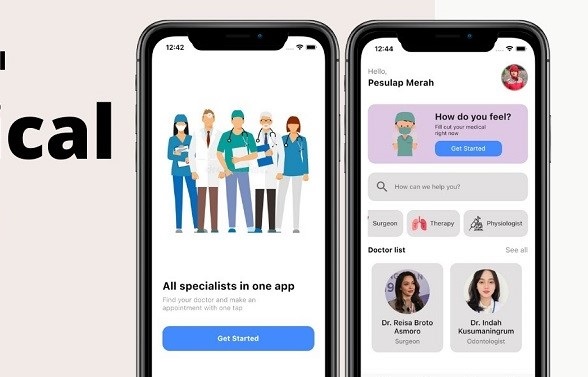 ical
12:42
All specialists in one app
Find your doctor and make an
appointment with one tap
Get Started
12:44
Hello,
Pesulap Merah
How do you feel?
Fill out your medical
right now
Get Started
How can we help you?
Surgeon
Therapy
Physiologist
Doctor list
See all
Dr. Reisa Broto
Asmoro
Surgeon
Dr. Indah
Kusumaningrum
Odontologist